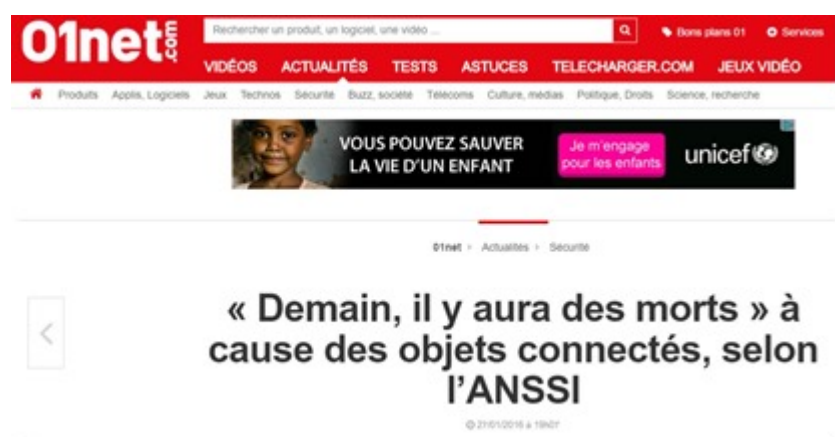 01net.com
Rechercher un produit, un logiciel, une vidéo ...
Bons plans 01
Services
VIDÉOS ACTUALITÉS TESTS ASTUCES TELECHARGER.COM JEUX VIDÉO
Produits Applis, Logiciels Jeux Technos Sécurité Buzz, société Télécoms Culture, médias Politique, Droits Science, recherche
VOUS POUVEZ SAUVER
LA VIE D'UN ENFANT
Je m'engage
pour les enfants
unicef
01net > Actualités > Sécurité
« Demain, il y aura des morts » à
cause des objets connectés, selon
l'ANSSI